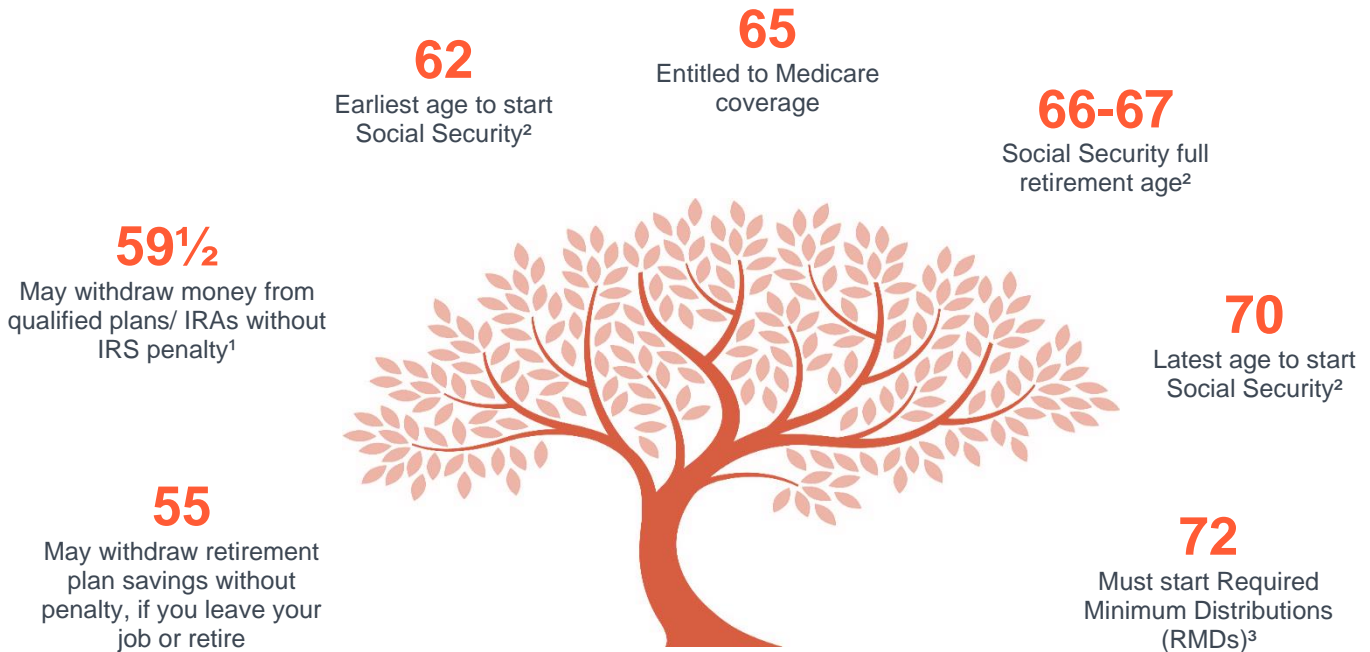 55
May withdraw retirement
plan savings without
penalty, if you leave your
job or retire
59½
May withdraw money from
qualified plans/ IRAs without
IRS penalty¹
62
Earliest age to start
Social Security²
65
Entitled to Medicare
coverage
66-67
Social Security full
retirement age²
70
Latest age to start
Social Security²
72
Must start Required
Minimum Distributions
(RMDs)³